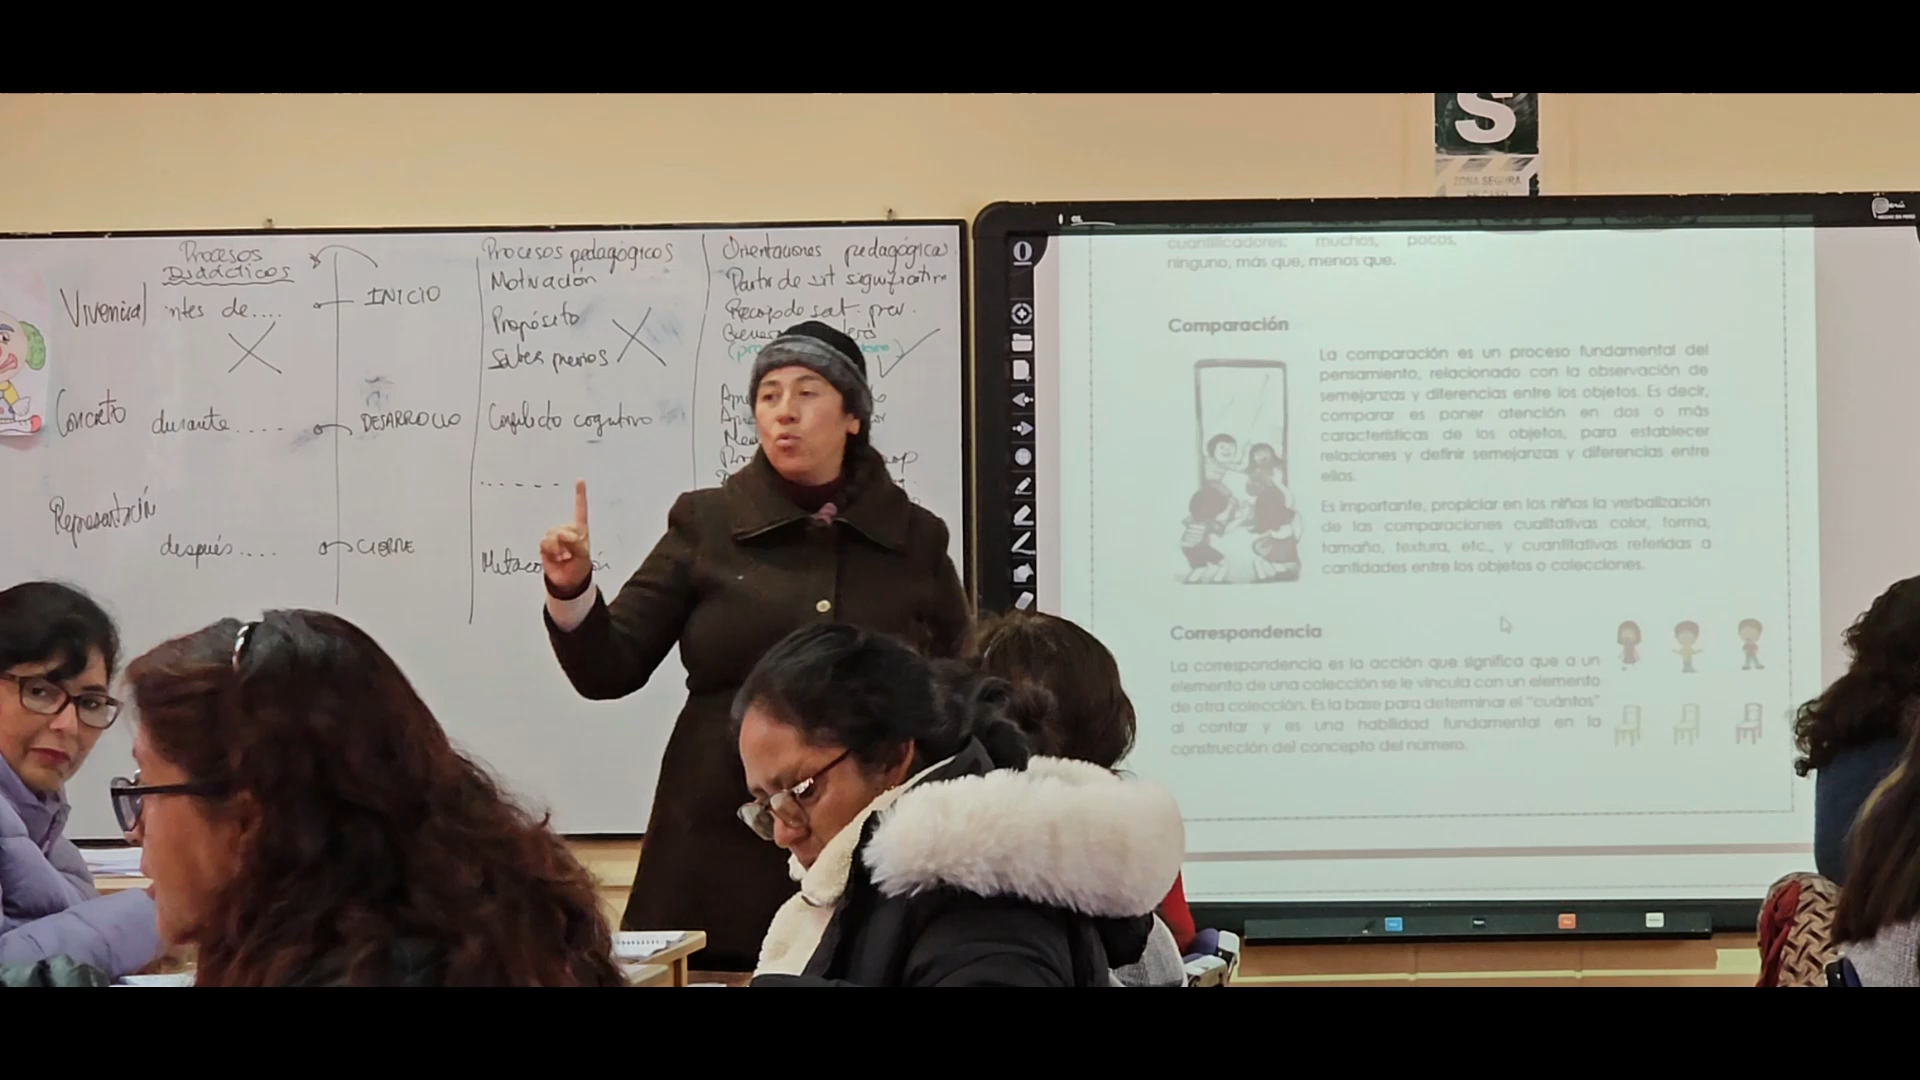 S
ZONA SEGURA
Procesos
Didácticos
Vivencial
ntes de....
INICIO
Concreto
durante....
DESARROLLO
Representación
después....
CIERRE
Procesos pedagógicos
Motivación
Propósito
Saberes previos
Conflicto cognitivo
Orientaciones pedagógica
Partir de sit significativa
Recojo de sab. prev.
Perú
cuantificadores: muchos, pocos,
ninguno, más que, menos que.
Comparación
La comparación es un proceso fundamental del
pensamiento, relacionado con la observación de
semejanzas y diferencias entre los objetos. Es decir,
comparar es poner atención en dos o más
características de los objetos, para establecer
relaciones y definir semejanzas y diferencias entre
ellos.
Es importante, propiciar en los niños la verbalización
de las comparaciones cualitativas color, forma,
tamaño, textura, etc., y cuantitativas referidas a
cantidades entre los objetos o colecciones.
Correspondencia
La correspondencia es la acción que significa que a un
elemento de una colección se le vincula con un elemento
de otra colección. Es la base para determinar el "cuántos"
al contar y es una habilidad fundamental en la
construcción del concepto del número.